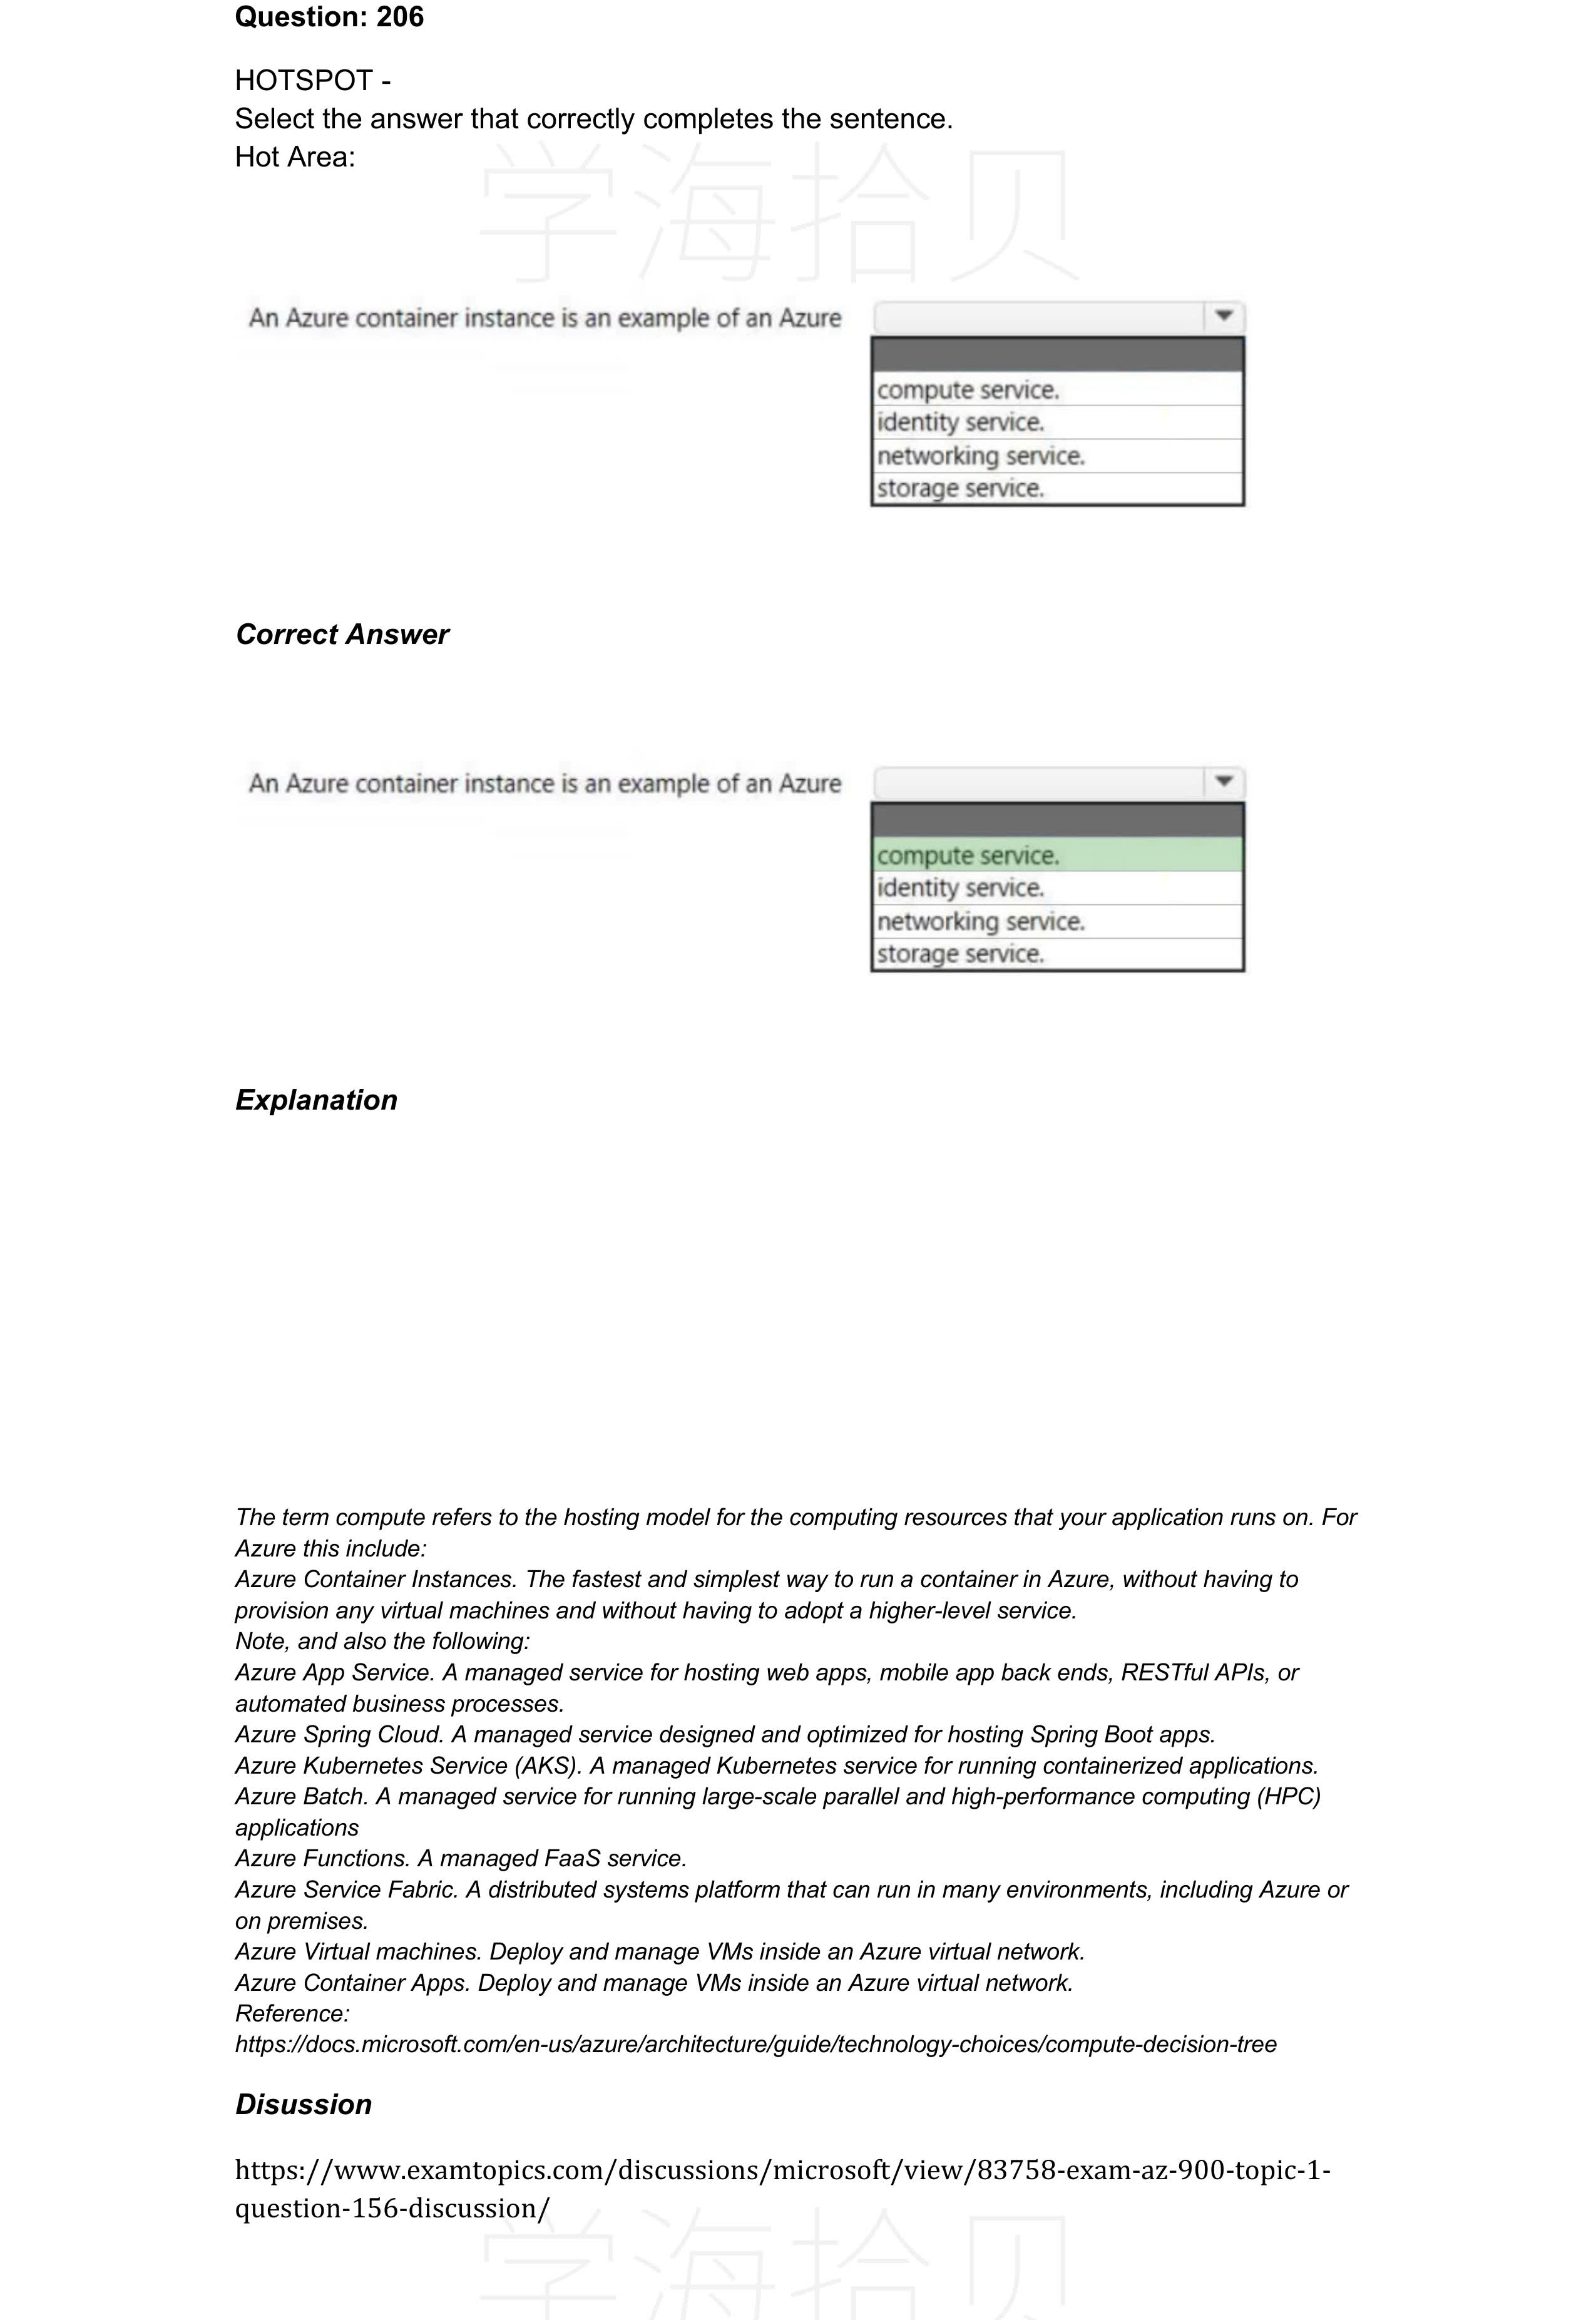 Question: 206
HOTSPOT -
Select the answer that correctly completes the sentence.
Hot Area:
学海拾贝
An Azure container instance is an example of an Azure
compute service.
identity service.
networking service.
storage service.
Correct Answer
An Azure container instance is an example of an Azure
compute service.
identity service.
networking service.
storage service.
Explanation
The term compute refers to the hosting model for the computing resources that your application runs on. For
Azure this include:
Azure Container Instances. The fastest and simplest way to run a container in Azure, without having to
provision any virtual machines and without having to adopt a higher-level service.
Note, and also the following:
Azure App Service. A managed service for hosting web apps, mobile app back ends, RESTful APIs, or
automated business processes.
Azure Spring Cloud. A managed service designed and optimized for hosting Spring Boot apps.
Azure Kubernetes Service (AKS). A managed Kubernetes service for running containerized applications.
Azure Batch. A managed service for running large-scale parallel and high-performance computing (HPC)
applications
Azure Functions. A managed FaaS service.
Azure Service Fabric. A distributed systems platform that can run in many environments, including Azure or
on premises.
Azure Virtual machines. Deploy and manage VMs inside an Azure virtual network.
Azure Container Apps. Deploy and manage VMs inside an Azure virtual network.
Reference:
https://docs.microsoft.com/en-us/azure/architecture/guide/technology-choices/compute-decision-tree
Disussion
https://www.examtopics.com/discussions/microsoft/view/83758-exam-az-900-topic-1-
question-156-discussion/
学海拾贝